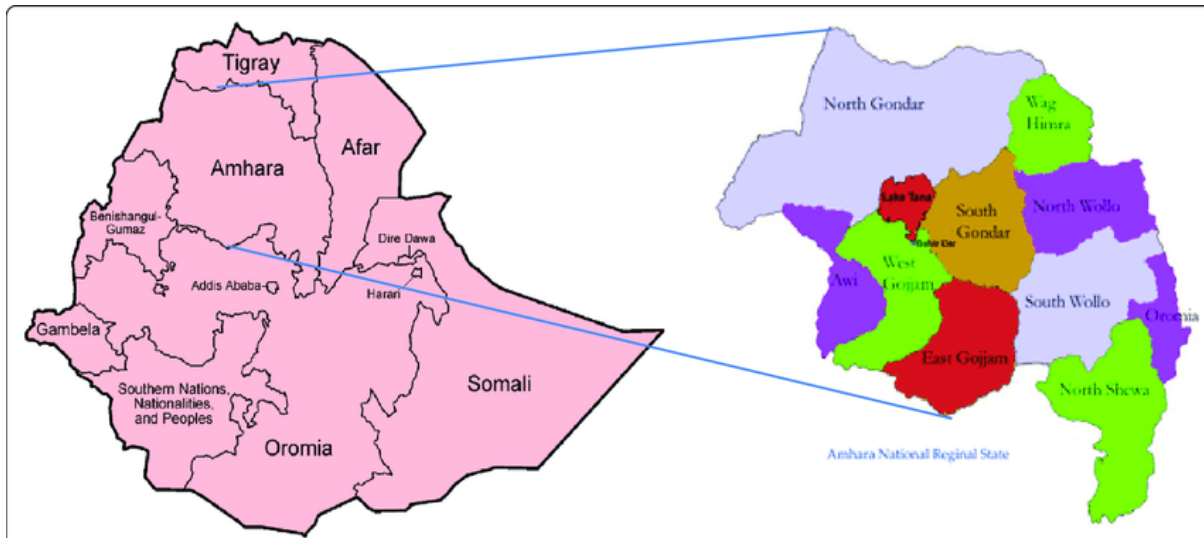 Tigray
Afar
Amhara
Benishangul-
Gumaz
Dire Dawa
Addis Ababa
Harari
Gambela
Somali
Southern Nations,
Nationalities,
and Peoples
Oromia
North Gondar
Wag
Himra
Lake Tana
North Wollo
South
Gondar
Bahir Dar
West
Gojjam
Awi
South Wollo
Oromia
East Gojjam
North Shewa
Amhara National Reginal State